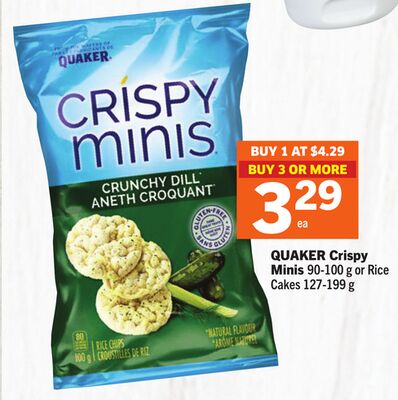 QUAKER
CRISPY
MINIS
CRUNCHY DILL*
ANETH CROQUANT*
GLUTEN-FREE
SANS GLUTEN
80
100 g
RICE CHIPS
CROUSTILLES DE RIZ
*NATURAL FLAVOUR
*ARÔME NATUREL
BUY 1 AT $4.29
BUY 3 OR MORE
3 29
ea
QUAKER Crispy
Minis 90-100 g or Rice
Cakes 127-199 g